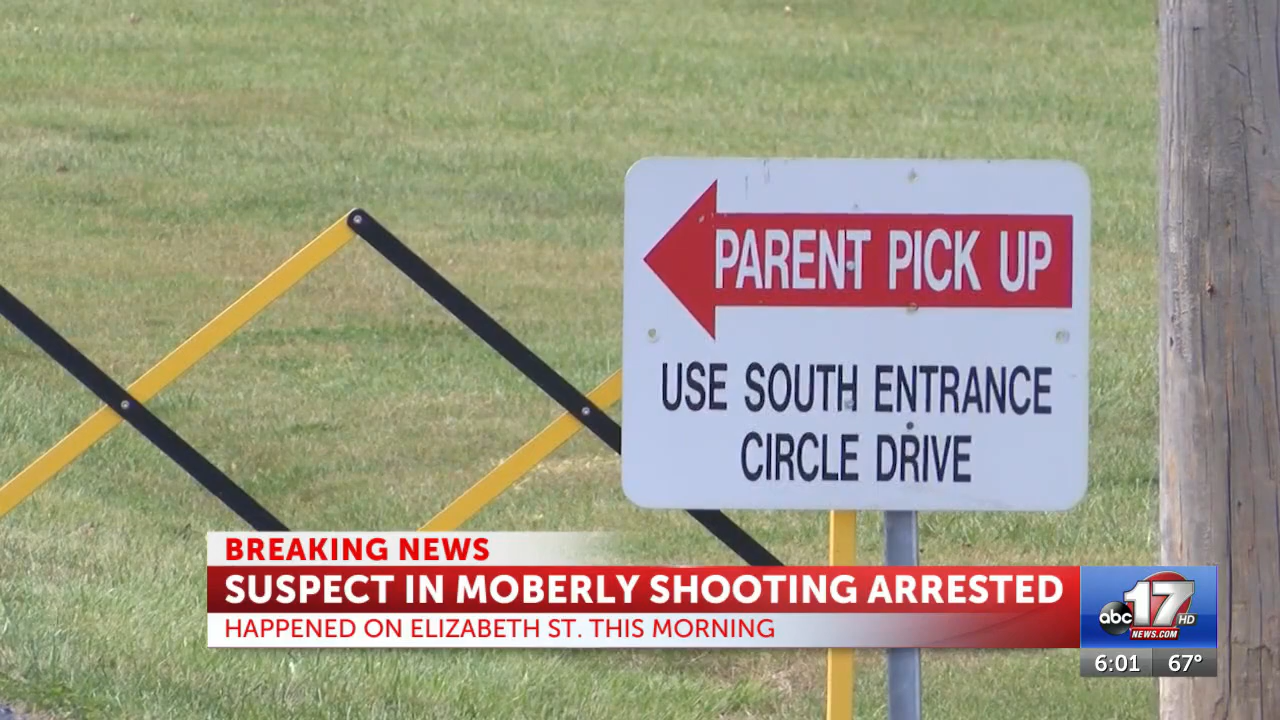 PARENT PICK UP
USE SOUTH ENTRANCE
CIRCLE DRIVE
BREAKING NEWS
SUSPECT IN MOBERLY SHOOTING ARRESTED
HAPPENED ON ELIZABETH ST. THIS MORNING
abc 17 HD
NEWS.COM
6:01 67°